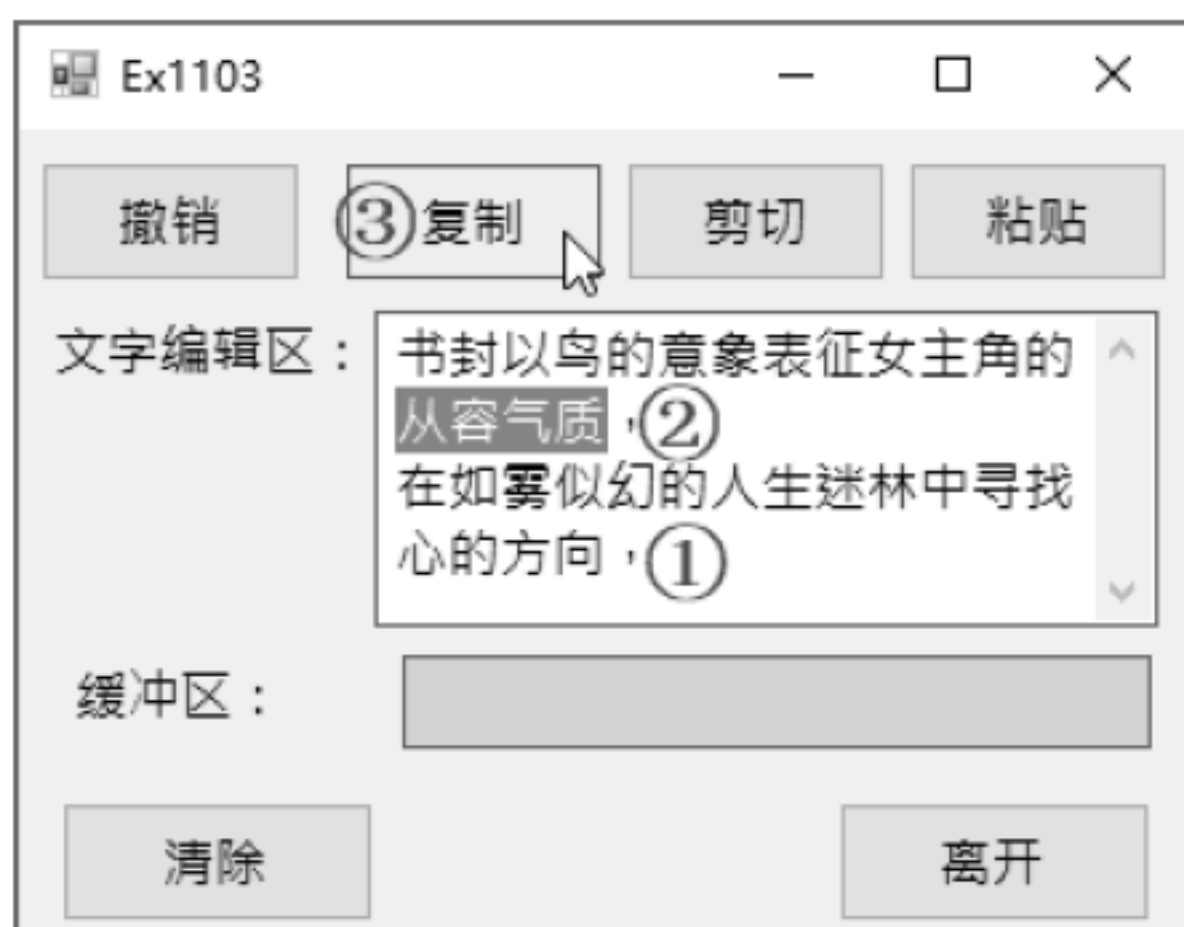 Ex1103
撤销 ③复制 剪切 粘贴
文字编辑区： 书封以鸟的意象表征女主角的
从容气质，②
在如雾似幻的人生迷林中寻找
心的方向，①
缓冲区：
清除 离开